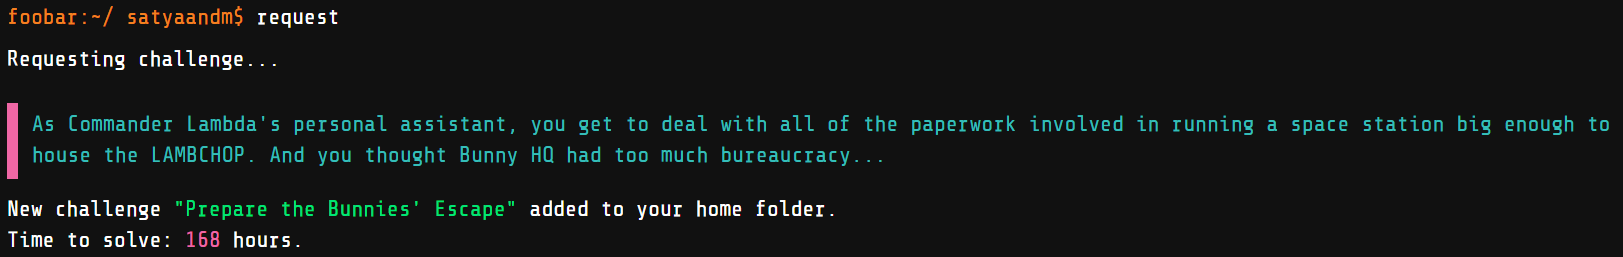 foobar:~/ satyaandm$ request
Requesting challenge...
As Commander Lambda's personal assistant, you get to deal with all of the paperwork involved in running a space station big enough to
house the LAMBCHOP. And you thought Bunny HQ had too much bureaucracy...
New challenge "Prepare the Bunnies' Escape" added to your home folder.
Time to solve: 168 hours.